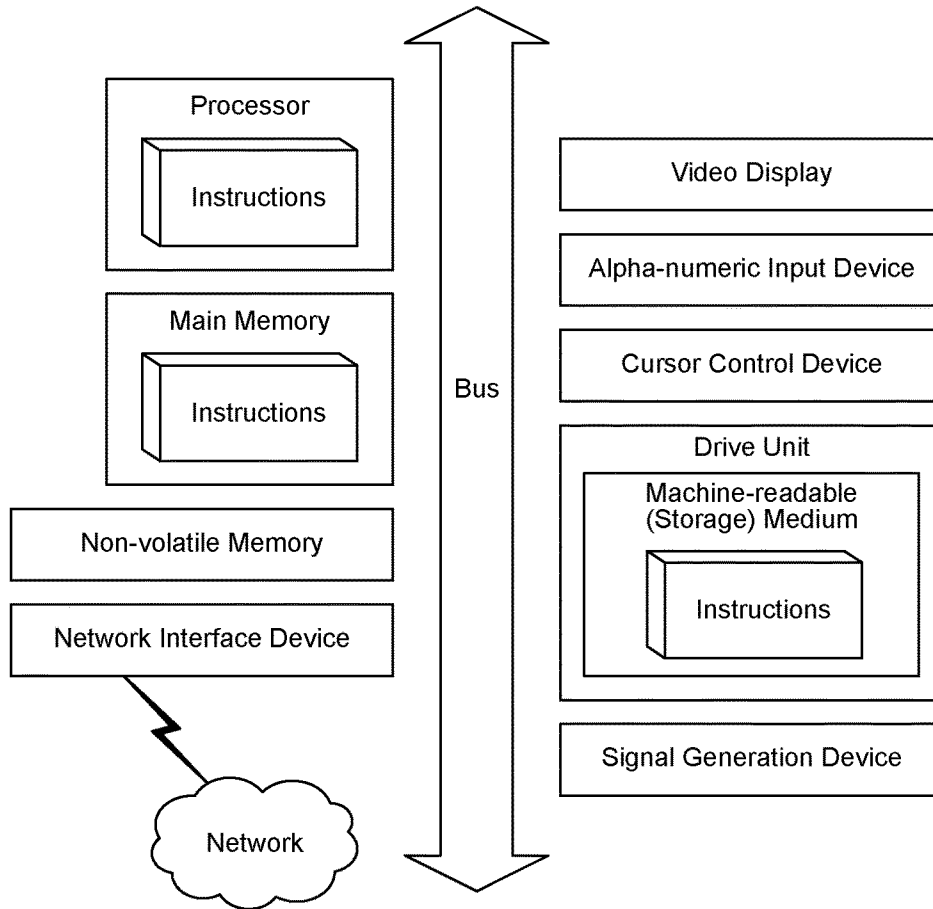 Processor
Instructions
Main Memory
Instructions
Non-volatile Memory
Network Interface Device
Network
Bus
Video Display
Alpha-numeric Input Device
Cursor Control Device
Drive Unit
Machine-readable
(Storage) Medium
Instructions
Signal Generation Device